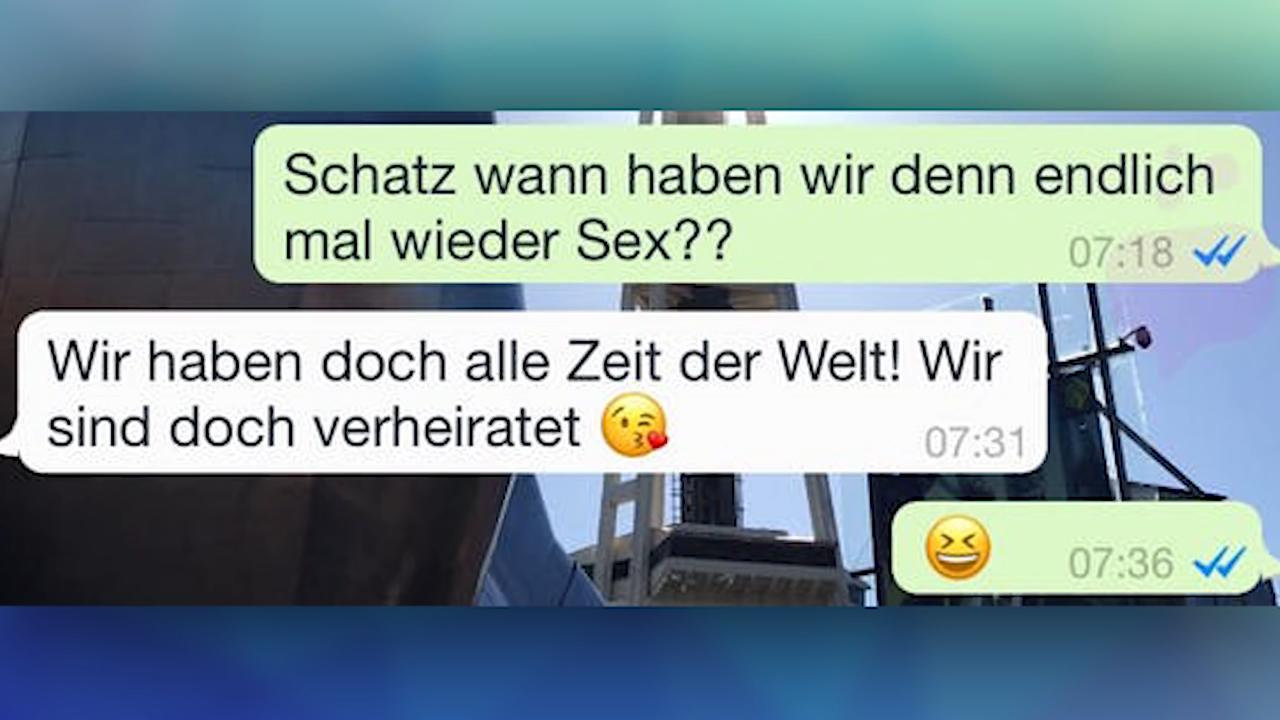 Schatz wann haben wir denn endlich
mal wieder Sex??
07:18
Wir haben doch alle Zeit der Welt! Wir
sind doch verheiratet 😘
07:31
😆
07:36